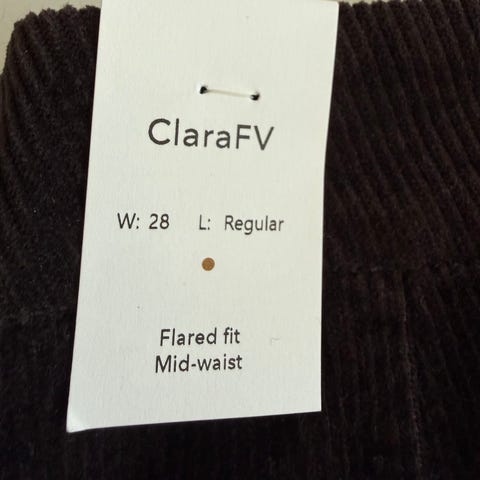 ClaraFV
W: 28 L: Regular
Flared fit
Mid-waist